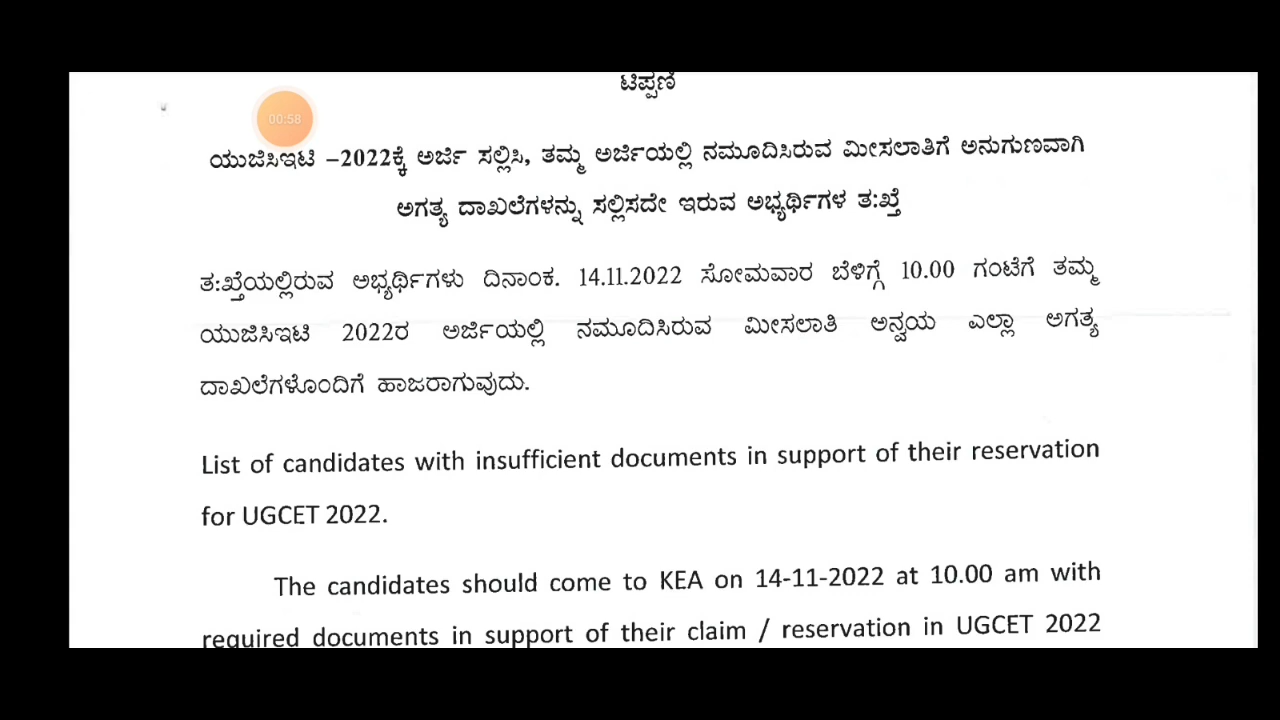 ಟಿಪ್ಪಣಿ
00:58
ಯುಜಿಸಿಇಟಿ –2022ಕ್ಕೆ ಅರ್ಜಿ ಸಲ್ಲಿಸಿ, ತಮ್ಮ ಅರ್ಜಿಯಲ್ಲಿ ನಮೂದಿಸಿರುವ ಮೀಸಲಾತಿಗೆ ಅನುಗುಣವಾಗಿ
ಅಗತ್ಯ ದಾಖಲೆಗಳನ್ನು ಸಲ್ಲಿಸದೇ ಇರುವ ಅಭ್ಯರ್ಥಿಗಳ ತ:ಖ್ತೆ
ತ:ಖ್ತೆಯಲ್ಲಿರುವ ಅಭ್ಯರ್ಥಿಗಳು ದಿನಾಂಕ. 14.11.2022 ಸೋಮವಾರ ಬೆಳಿಗ್ಗೆ 10.00 ಗಂಟೆಗೆ ತಮ್ಮ
ಯುಜಿಸಿಇಟಿ 2022ರ ಅರ್ಜಿಯಲ್ಲಿ ನಮೂದಿಸಿರುವ ಮೀಸಲಾತಿ ಅನ್ವಯ ಎಲ್ಲಾ ಅಗತ್ಯ
ದಾಖಲೆಗಳೊಂದಿಗೆ ಹಾಜರಾಗುವುದು.
List of candidates with insufficient documents in support of their reservation
for UGCET 2022.
The candidates should come to KEA on 14-11-2022 at 10.00 am with
required documents in support of their claim / reservation in UGCET 2022